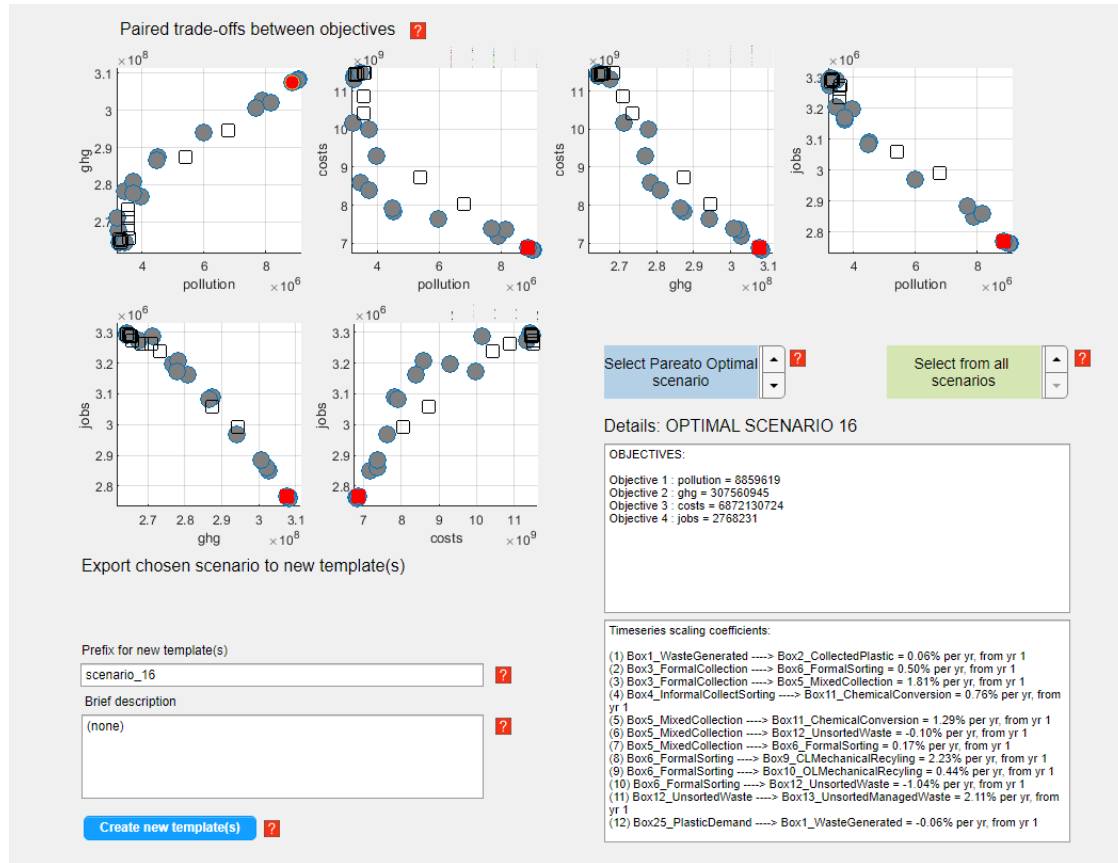 Paired trade-offs between objectives ?
×10^8
3.1
3
2.9
2.8
2.7
ghg
4 6 8
pollution ×10^6
×10^9
11
10
9
8
7
costs
4 6 8
pollution ×10^6
×10^9
11
10
9
8
7
costs
2.7 2.8 2.9 3 3.1
ghg ×10^8
×10^6
3.3
3.2
3.1
3
2.9
2.8
jobs
4 6 8
pollution ×10^6
×10^6
3.3
3.2
3.1
3
2.9
2.8
jobs
2.7 2.8 2.9 3 3.1
ghg ×10^8
×10^6
3.3
3.2
3.1
3
2.9
2.8
jobs
7 8 9 10 11
costs ×10^9
Select Pareato Optimal
scenario
?
Select from all
scenarios
?
Details: OPTIMAL SCENARIO 16
OBJECTIVES:
Objective 1 : pollution = 8859619
Objective 2 : ghg = 307560945
Objective 3 : costs = 6872130724
Objective 4 : jobs = 2768231
Export chosen scenario to new template(s)
Prefix for new template(s)
scenario_16
?
Brief description
(none)
?
Create new template(s) ?
Timeseries scaling coefficients:
(1) Box1_WasteGenerated ----> Box2_CollectedPlastic = 0.06% per yr, from yr 1
(2) Box3_FormalCollection ----> Box6_FormalSorting = 0.50% per yr, from yr 1
(3) Box3_FormalCollection ----> Box5_MixedCollection = 1.81% per yr, from yr 1
(4) Box4_InformalCollectSorting ----> Box11_ChemicalConversion = 0.76% per yr, from
yr 1
(5) Box5_MixedCollection ----> Box11_ChemicalConversion = 1.29% per yr, from yr 1
(6) Box5_MixedCollection ----> Box12_UnsortedWaste = -0.10% per yr, from yr 1
(7) Box5_MixedCollection ----> Box6_FormalSorting = 0.17% per yr, from yr 1
(8) Box6_FormalSorting ----> Box9_CLMechanicalRecyling = 2.23% per yr, from yr 1
(9) Box6_FormalSorting ----> Box10_OLMechanicalRecyling = 0.44% per yr, from yr 1
(10) Box6_FormalSorting ----> Box12_UnsortedWaste = -1.04% per yr, from yr 1
(11) Box12_UnsortedWaste ----> Box13_UnsortedManagedWaste = 2.11% per yr, from
yr 1
(12) Box25_PlasticDemand ----> Box1_WasteGenerated = -0.06% per yr, from yr 1